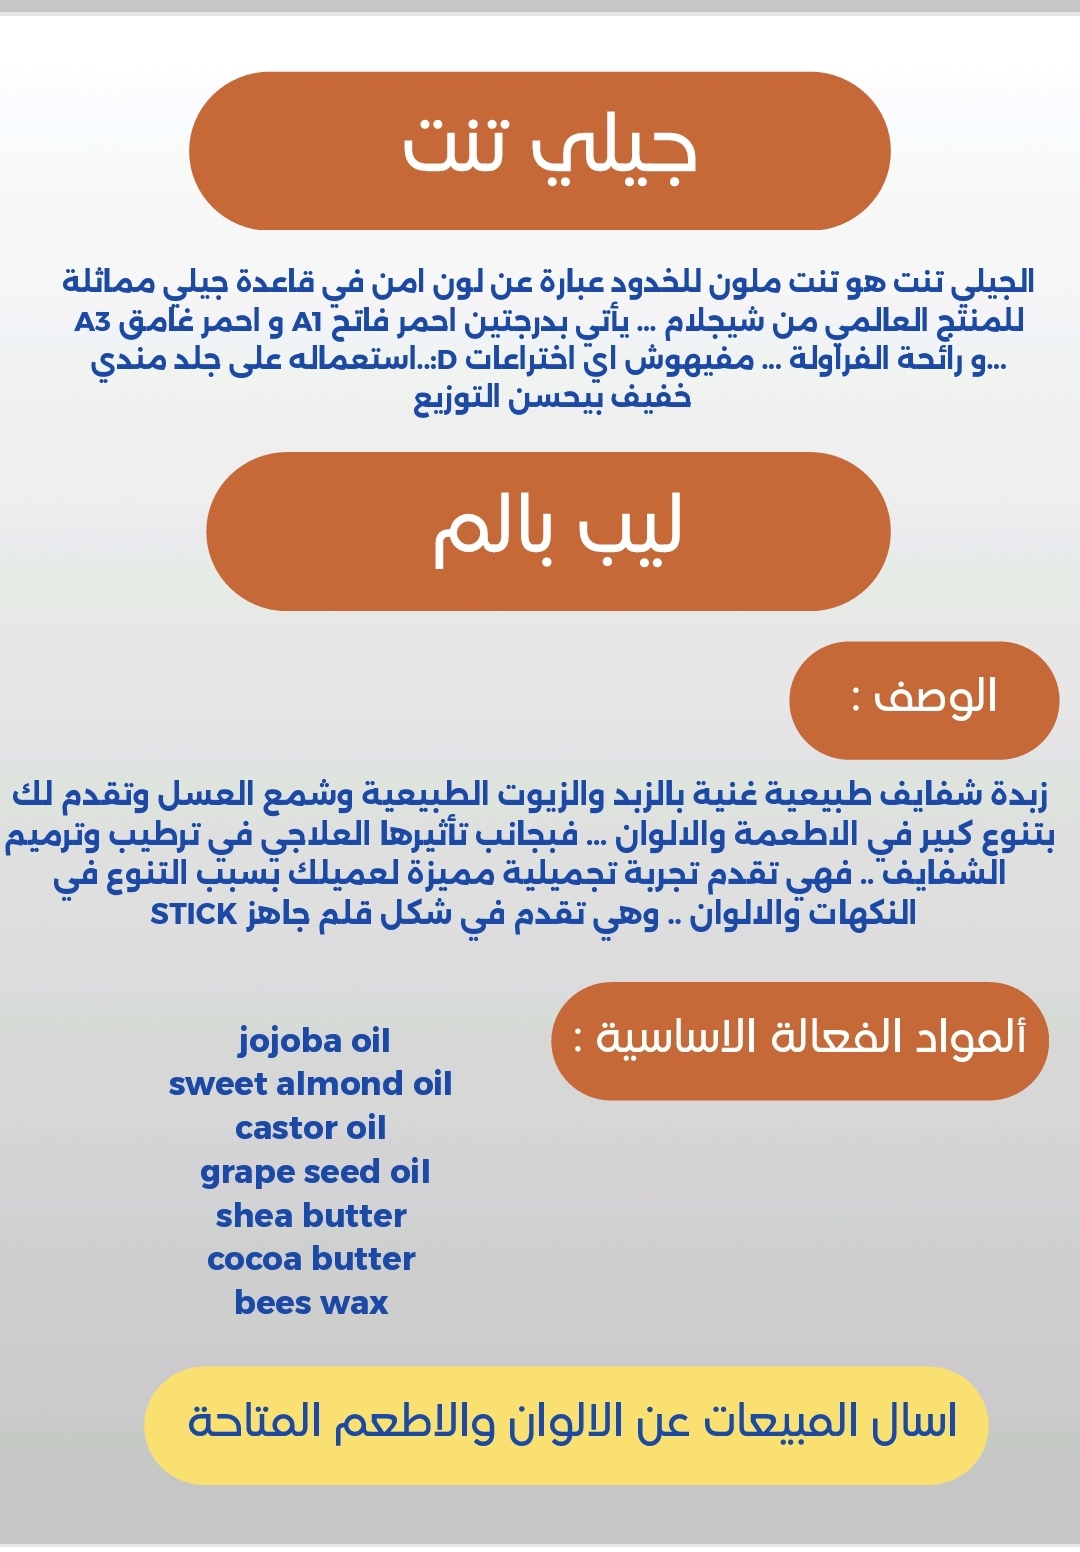 جيلي تنت
الجيلي تنت هو تنت ملون للخدود عبارة عن لون امن في قاعدة جيلي مماثلة
للمنتج العالمي من شيجلام ... يأتي بدرجتين احمر فاتح A1 و احمر غامق A3
...و رائحة الفراولة ... مفيهوش اي اختراعات D:..استعماله على جلد مندي
خفيف بيحسن التوزيع
ليب بالم
الوصف :
زبدة شفايف طبيعية غنية بالزبد والزيوت الطبيعية وشمع العسل وتقدم لك
بتنوع كبير في الاطعمة والالوان ... فبجانب تأثيرها العلاجي في ترطيب وترميم
الشفايف .. فهي تقدم تجربة تجميلية مميزة لعميلك بسبب التنوع في
النكهات والالوان .. وهي تقدم في شكل قلم جاهز STICK
ألمواد الفعالة الاساسية :
jojoba oil
sweet almond oil
castor oil
grape seed oil
shea butter
cocoa butter
bees wax
اسال المبيعات عن الالوان والاطعم المتاحة